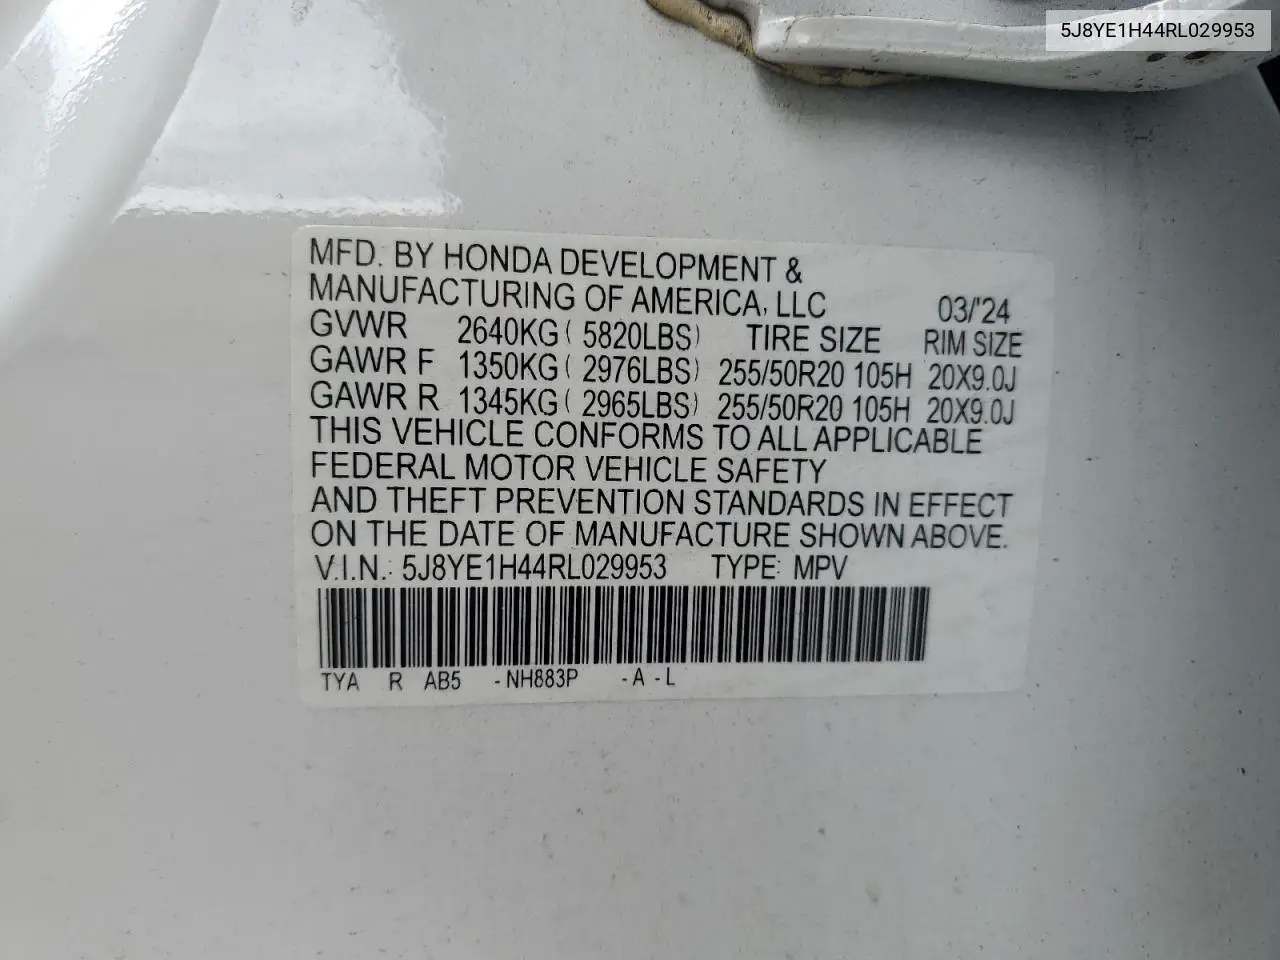 5J8YE1H44RL029953
MFD. BY HONDA DEVELOPMENT &
MANUFACTURING OF AMERICA, LLC 03/'24
GVWR 2640KG ( 5820LBS) TIRE SIZE RIM SIZE
GAWR F 1350KG ( 2976LBS) 255/50R20 105H 20X9.0J
GAWR R 1345KG ( 2965LBS) 255/50R20 105H 20X9.0J
THIS VEHICLE CONFORMS TO ALL APPLICABLE
FEDERAL MOTOR VEHICLE SAFETY
AND THEFT PREVENTION STANDARDS IN EFFECT
ON THE DATE OF MANUFACTURE SHOWN ABOVE.
V.I.N.: 5J8YE1H44RL029953 TYPE: MPV
TYA R AB5 -NH883P -A -L